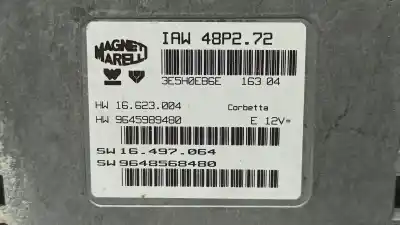 MAGNETI
MARELLI
IAW 48P2.72
3E5H0EB6E 163 04
HW 16.623.004 Corbetta
HW 9645989480 E 12V=
SW 16.497.064
SW 9648568480